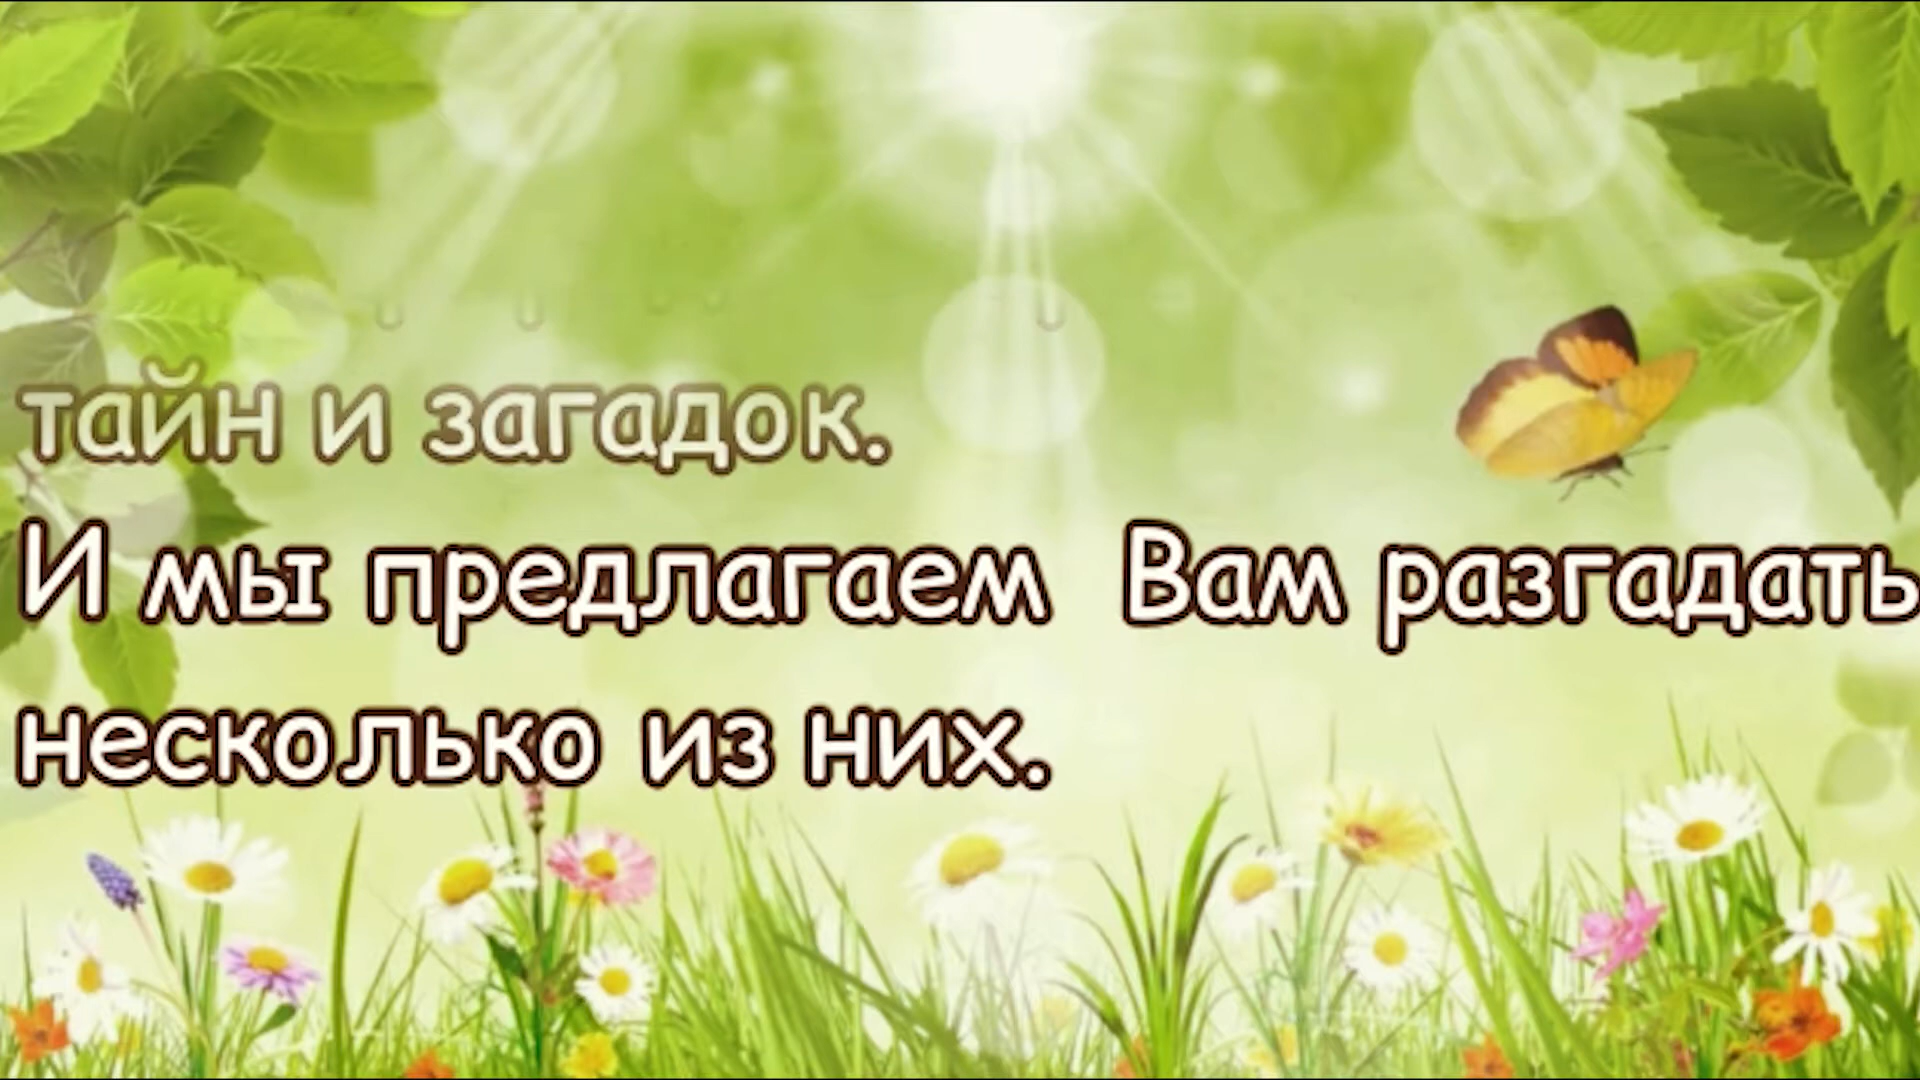 тайн и загадок.
И мы предлагаем Вам разгадать
несколько из них.